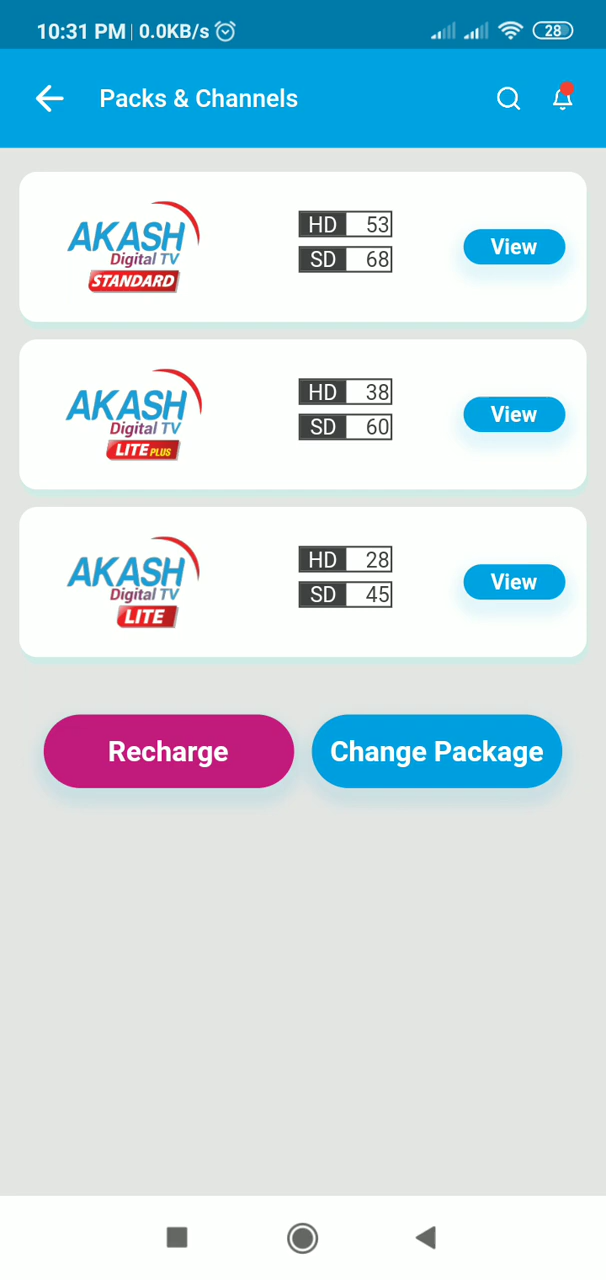 10:31 PM | 0.0KB/s 28
Packs & Channels
AKASH
Digital TV
STANDARD
HD 53
SD 68
View
AKASH
Digital TV
LITE PLUS
HD 38
SD 60
View
AKASH
Digital TV
LITE
HD 28
SD 45
View
Recharge
Change Package